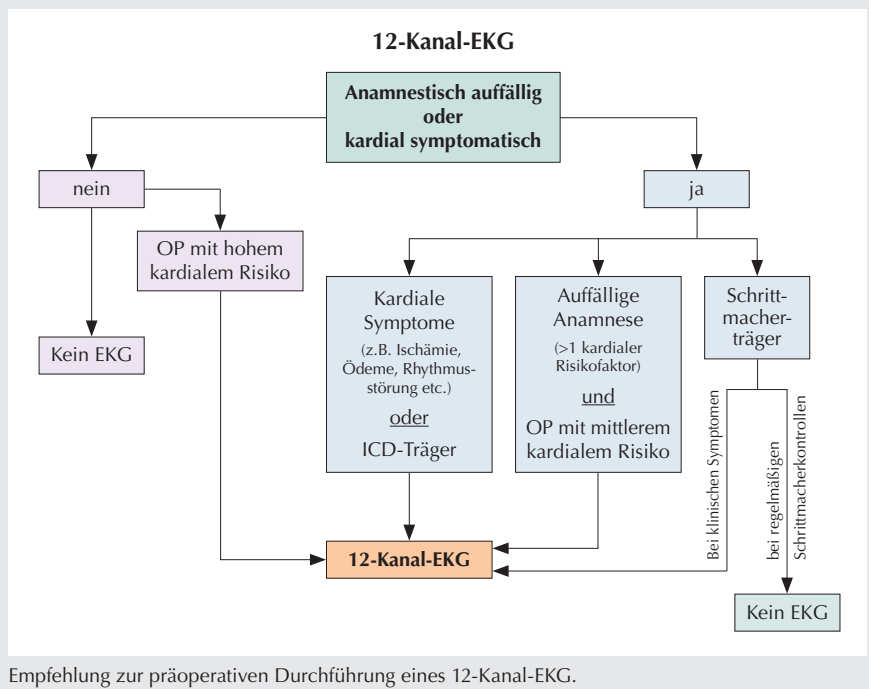 12-Kanal-EKG
Anamnestisch auffällig
oder
kardial symptomatisch
nein
ja
OP mit hohem
kardialem Risiko
Kein EKG
Kardiale
Symptome
(z.B. Ischämie,
Ödeme, Rhythmus-
störung etc.)
oder
ICD-Träger
Auffällige
Anamnese
(>1 kardialer
Risikofaktor)
und
OP mit mittlerem
kardialem Risiko
Schritt-
macher-
träger
Bei klinischen Symptomen
bei regelmäßigen
Schrittmacherkontrollen
12-Kanal-EKG
Kein EKG
Empfehlung zur präoperativen Durchführung eines 12-Kanal-EKG.